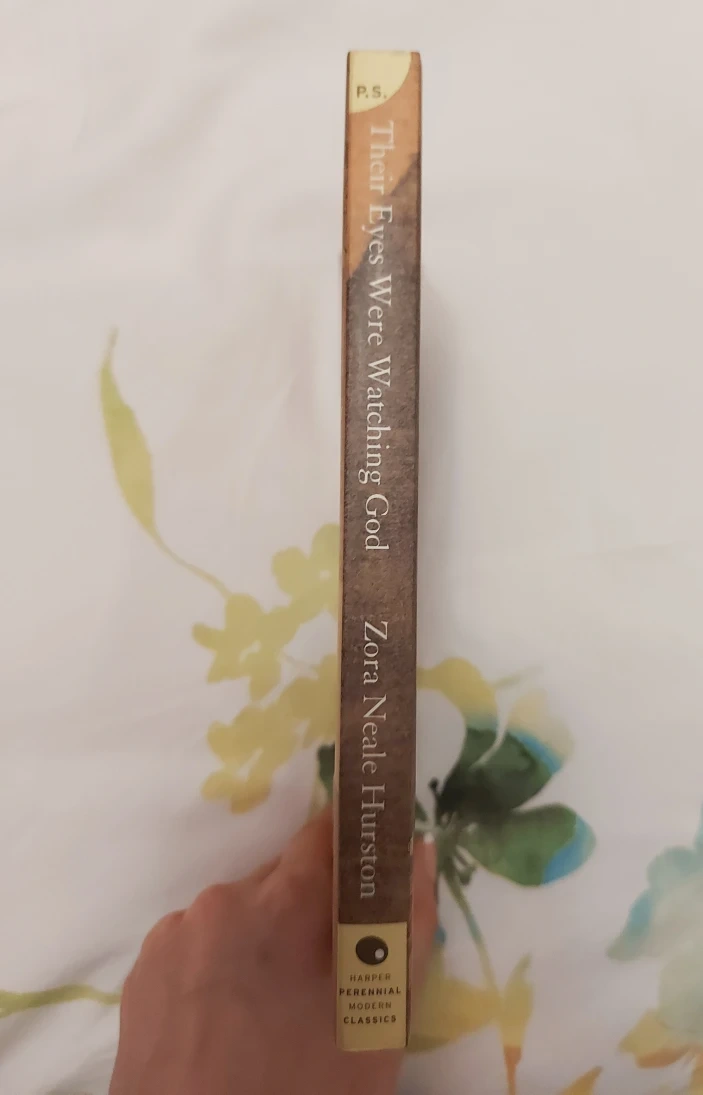 P.S.
Their Eyes Were Watching God
Zora Neale Hurston
HARPER
PERENNIAL
MODERN
CLASSICS